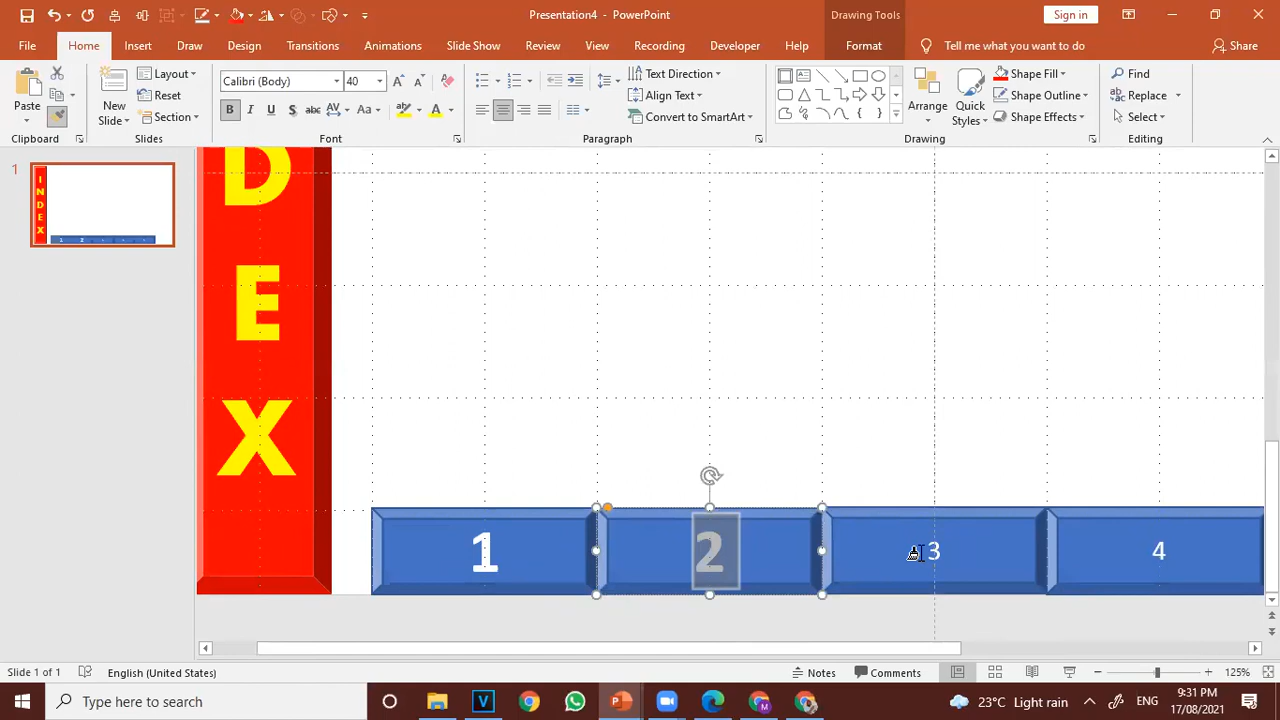 Presentation4 - PowerPoint
Drawing Tools
Sign in
File
Home
Insert
Draw
Design
Transitions
Animations
Slide Show
Review
View
Recording
Developer
Help
Format
Tell me what you want to do
Share
Paste
Clipboard
New
Slide
Layout
Reset
Section
Slides
Calibri (Body)
40
B I U S abc AV Aa A
Font
Text Direction
Align Text
Convert to SmartArt
Paragraph
Arrange
Quick
Styles
Shape Fill
Shape Outline
Shape Effects
Drawing
Find
Replace
Select
Editing
1
I
N
D
E
X
1 2
D
E
X
1
2
3
4
Slide 1 of 1
English (United States)
Notes
Comments
125%
Type here to search
23°C Light rain
ENG
9:31 PM
17/08/2021